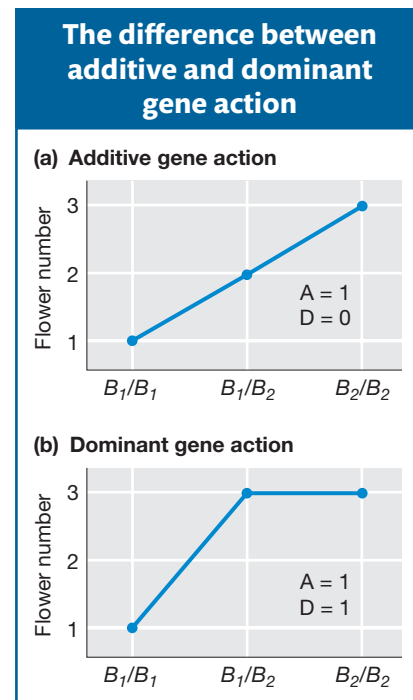 The difference between
additive and dominant
gene action
(a) Additive gene action
Flower number
3
2
1
A = 1
D = 0
B1/B1 B1/B2 B2/B2
(b) Dominant gene action
Flower number
3
2
1
A = 1
D = 1
B1/B1 B1/B2 B2/B2